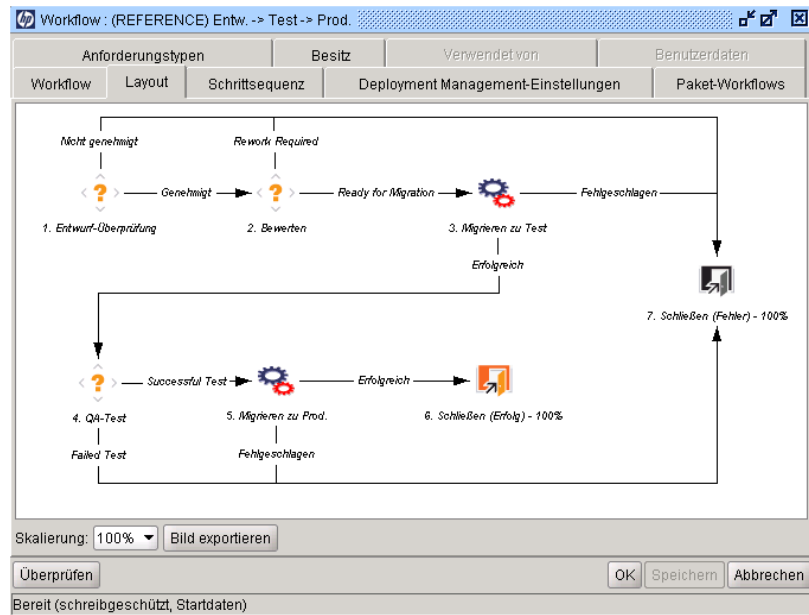 hp Workflow : (REFERENCE) Entw. -> Test -> Prod.
Anforderungstypen Besitz Verwendet von Benutzerdaten
Workflow Layout Schrittsequenz Deployment Management-Einstellungen Paket-Workflows
Nicht genehmigt Rework Required
Genehmigt Ready for Migration Fehlgeschlagen
1. Entwurf-Überprüfung 2. Bewerten 3. Migrieren zu Test
Erfolgreich
7. Schließen (Fehler) - 100%
Successful Test Erfolgreich
4. QA-Test 5. Migrieren zu Prod. 6. Schließen (Erfolg) - 100%
Failed Test Fehlgeschlagen
Skalierung: 100% Bild exportieren
Überprüfen OK Speichern Abbrechen
Bereit (schreibgeschützt, Startdaten)